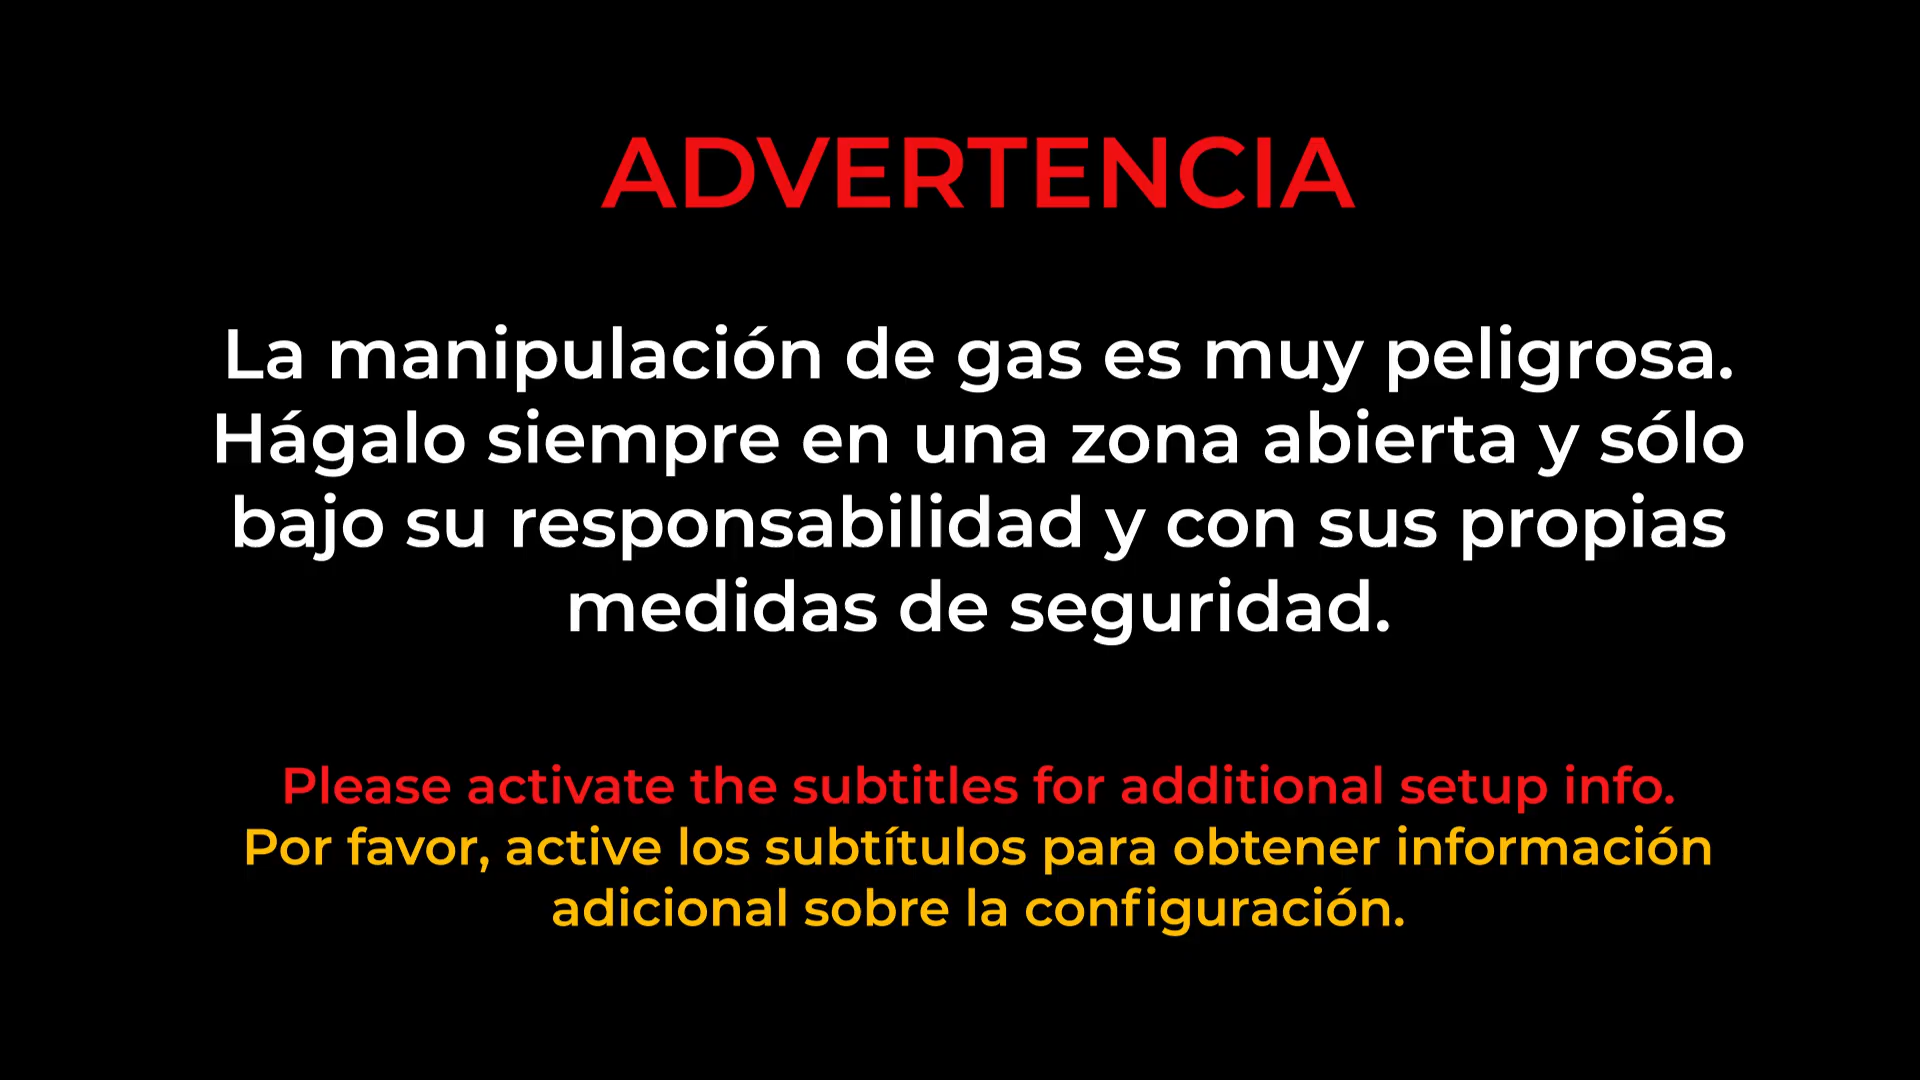 ADVERTENCIA
La manipulación de gas es muy peligrosa.
Hágalo siempre en una zona abierta y sólo
bajo su responsabilidad y con sus propias
medidas de seguridad.
Please activate the subtitles for additional setup info.
Por favor, active los subtítulos para obtener información
adicional sobre la configuración.